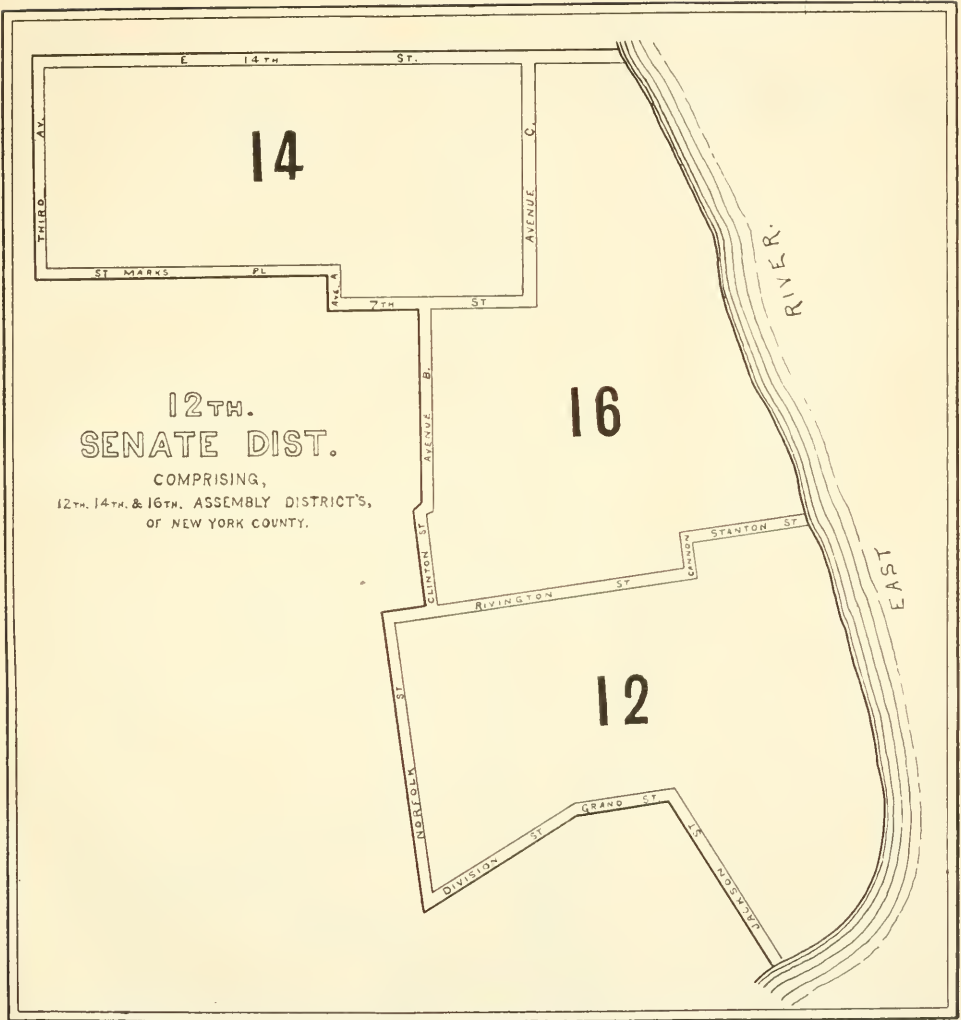 E 14TH ST.
THIRD AV.
14
AVENUE C.
ST MARKS PL
AVE. A
7TH ST
RIVER.
EAST
AVENUE B.
16
12TH.
SENATE DIST.
COMPRISING,
12TH. 14TH. & 16TH. ASSEMBLY DISTRICT'S,
OF NEW YORK COUNTY.
CLINTON ST
CANNON
STANTON ST
RIVINGTON ST
12
NORFOLK ST
DIVISION ST
GRAND ST
JACKSON ST